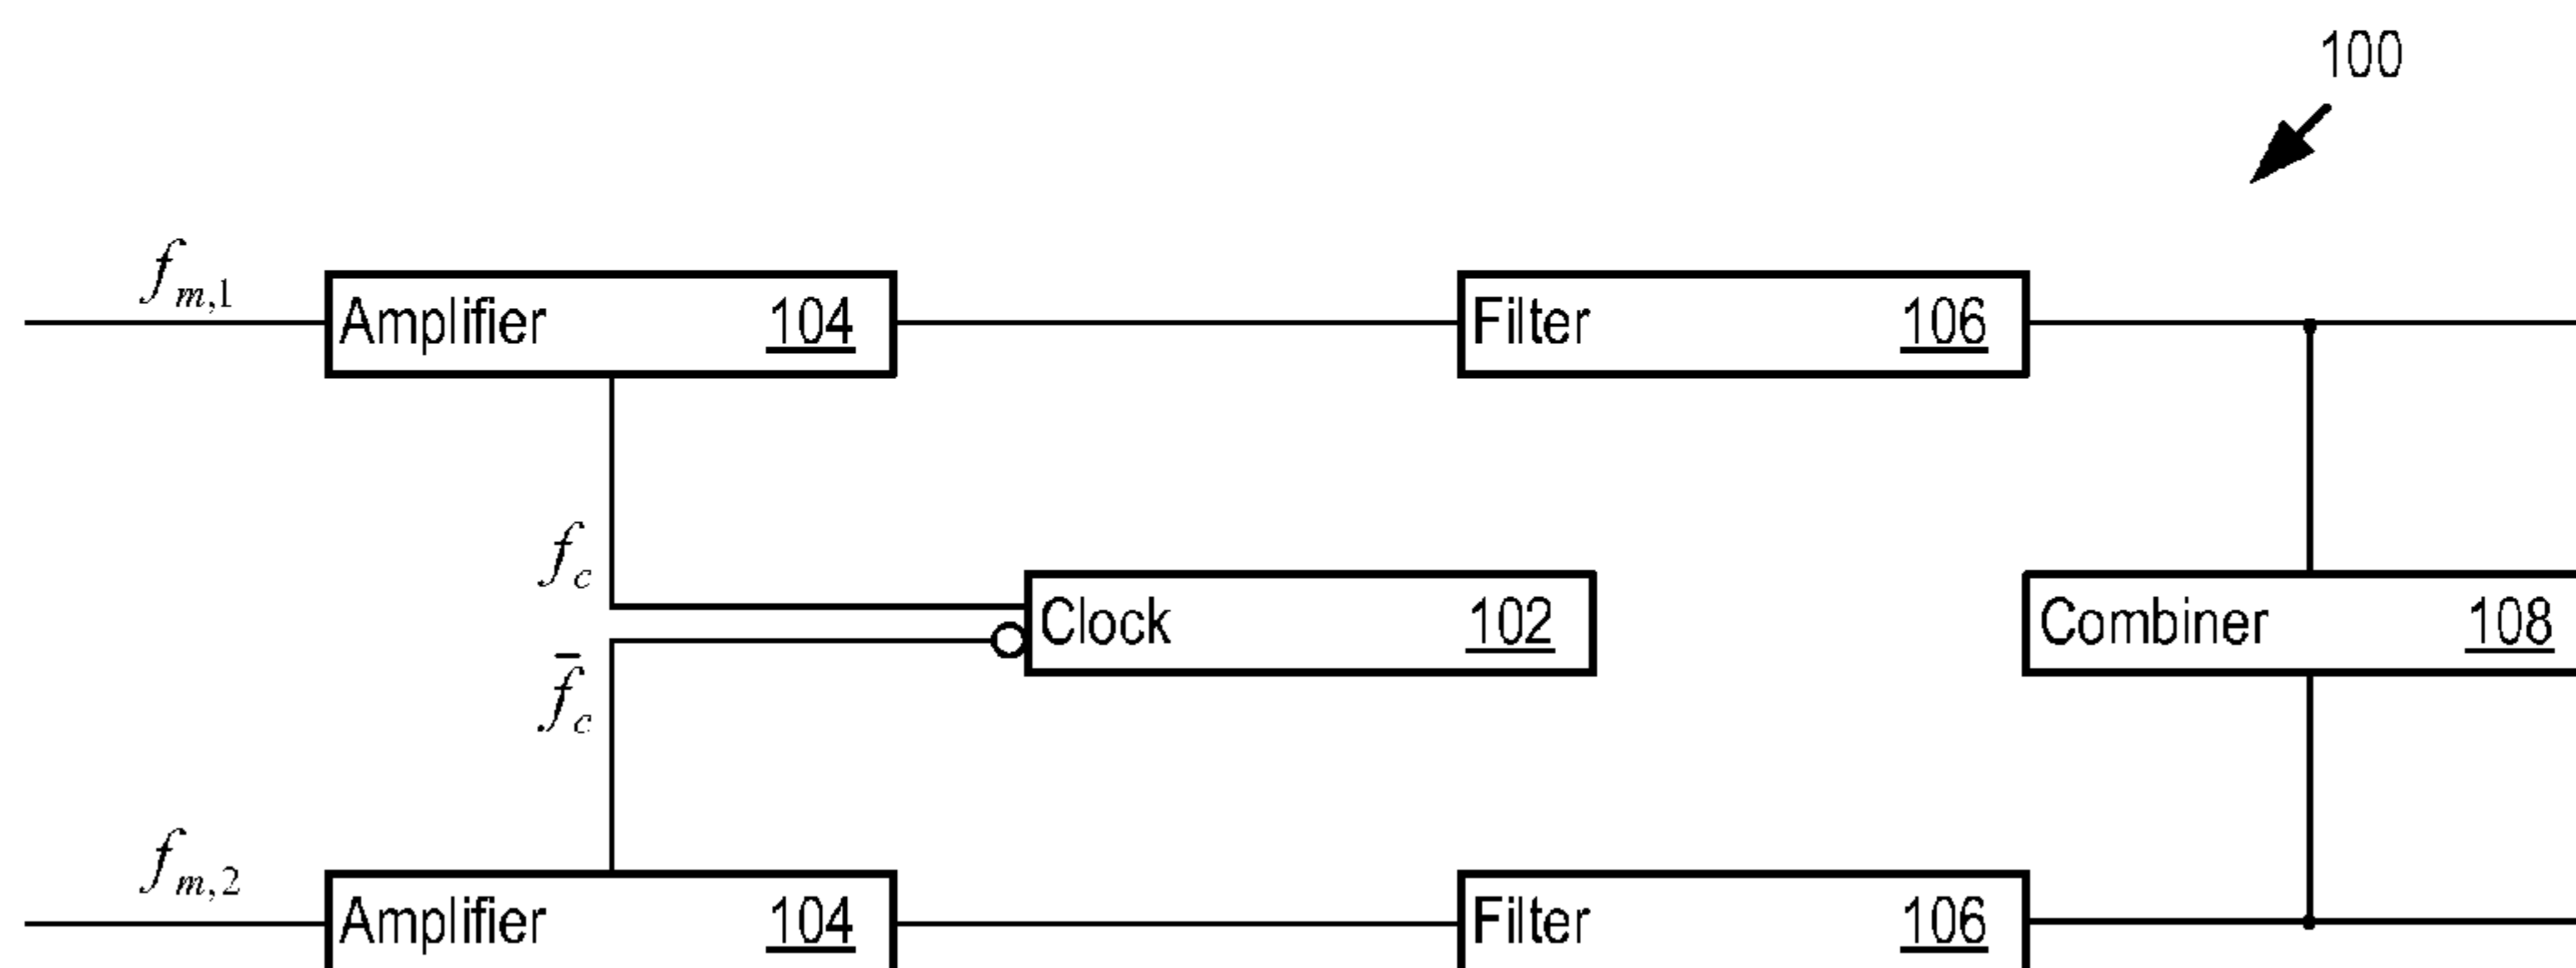 100
f_{m,1}
Amplifier 104
Filter 106
f_c
Clock 102
Combiner 108
\bar{f}_c
f_{m,2}
Amplifier 104
Filter 106